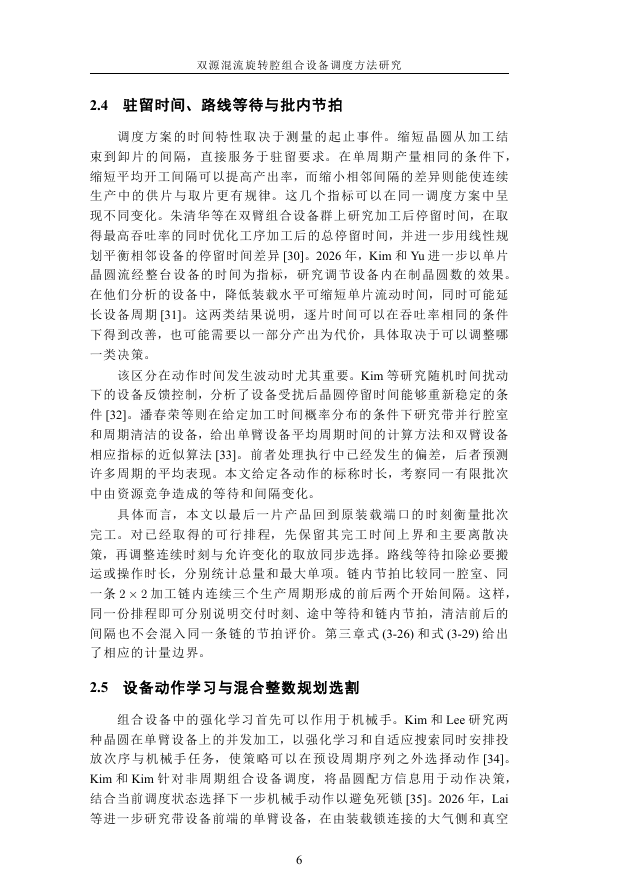 双源混流旋转腔组合设备调度方法研究
2.4 驻留时间、路线等待与批内节拍
调度方案的时间特性取决于测量的起止事件。缩短晶圆从加工结
束到卸片的间隔，直接服务于驻留要求。在单周期产量相同的条件下，
缩短平均开工间隔可以提高产出率，而缩小相邻间隔的差异则能使连续
生产中的供片与取片更有规律。这几个指标可以在同一调度方案中呈
现不同变化。朱清华等在双臂组合设备群上研究加工后停留时间，在取
得最高吞吐率的同时优化工序加工后的总停留时间，并进一步用线性规
划平衡相邻设备的停留时间差异 [30]。2026 年，Kim 和 Yu 进一步以单片
晶圆流经整台设备的时间为指标，研究调节设备内在制晶圆数的效果。
在他们分析的设备中，降低装载水平可缩短单片流动时间，同时可能延
长设备周期 [31]。这两类结果说明，逐片时间可以在吞吐率相同的条件
下得到改善，也可能需要以一部分产出为代价，具体取决于可以调整哪
一类决策。
该区分在动作时间发生波动时尤其重要。Kim 等研究随机时间扰动
下的设备反馈控制，分析了设备受扰后晶圆停留时间能够重新稳定的条
件 [32]。潘春荣等则在给定加工时间概率分布的条件下研究带并行腔室
和周期清洁的设备，给出单臂设备平均周期时间的计算方法和双臂设备
相应指标的近似算法 [33]。前者处理执行中已经发生的偏差，后者预测
许多周期的平均表现。本文给定各动作的标称时长，考察同一有限批次
中由资源竞争造成的等待和间隔变化。
具体而言，本文以最后一片产品回到原装载端口的时刻衡量批次
完工。对已经取得的可行排程，先保留其完工时间上界和主要离散决
策，再调整连续时刻与允许变化的取放同步选择。路线等待扣除必要搬
运或操作时长，分别统计总量和最大单项。链内节拍比较同一腔室、同
一条 2 × 2 加工链内连续三个生产周期形成的前后两个开始间隔。这样，
同一份排程即可分别说明交付时刻、途中等待和链内节拍，清洁前后的
间隔也不会混入同一条链的节拍评价。第三章式 (3-26) 和式 (3-29) 给出
了相应的计量边界。
2.5 设备动作学习与混合整数规划选割
组合设备中的强化学习首先可以作用于机械手。Kim 和 Lee 研究两
种晶圆在单臂设备上的并发加工，以强化学习和自适应搜索同时安排投
放次序与机械手任务，使策略可以在预设周期序列之外选择动作 [34]。
Kim 和 Kim 针对非周期组合设备调度，将晶圆配方信息用于动作决策，
结合当前调度状态选择下一步机械手动作以避免死锁 [35]。2026 年，Lai
等进一步研究带设备前端的单臂设备，在由装载锁连接的大气侧和真空
6